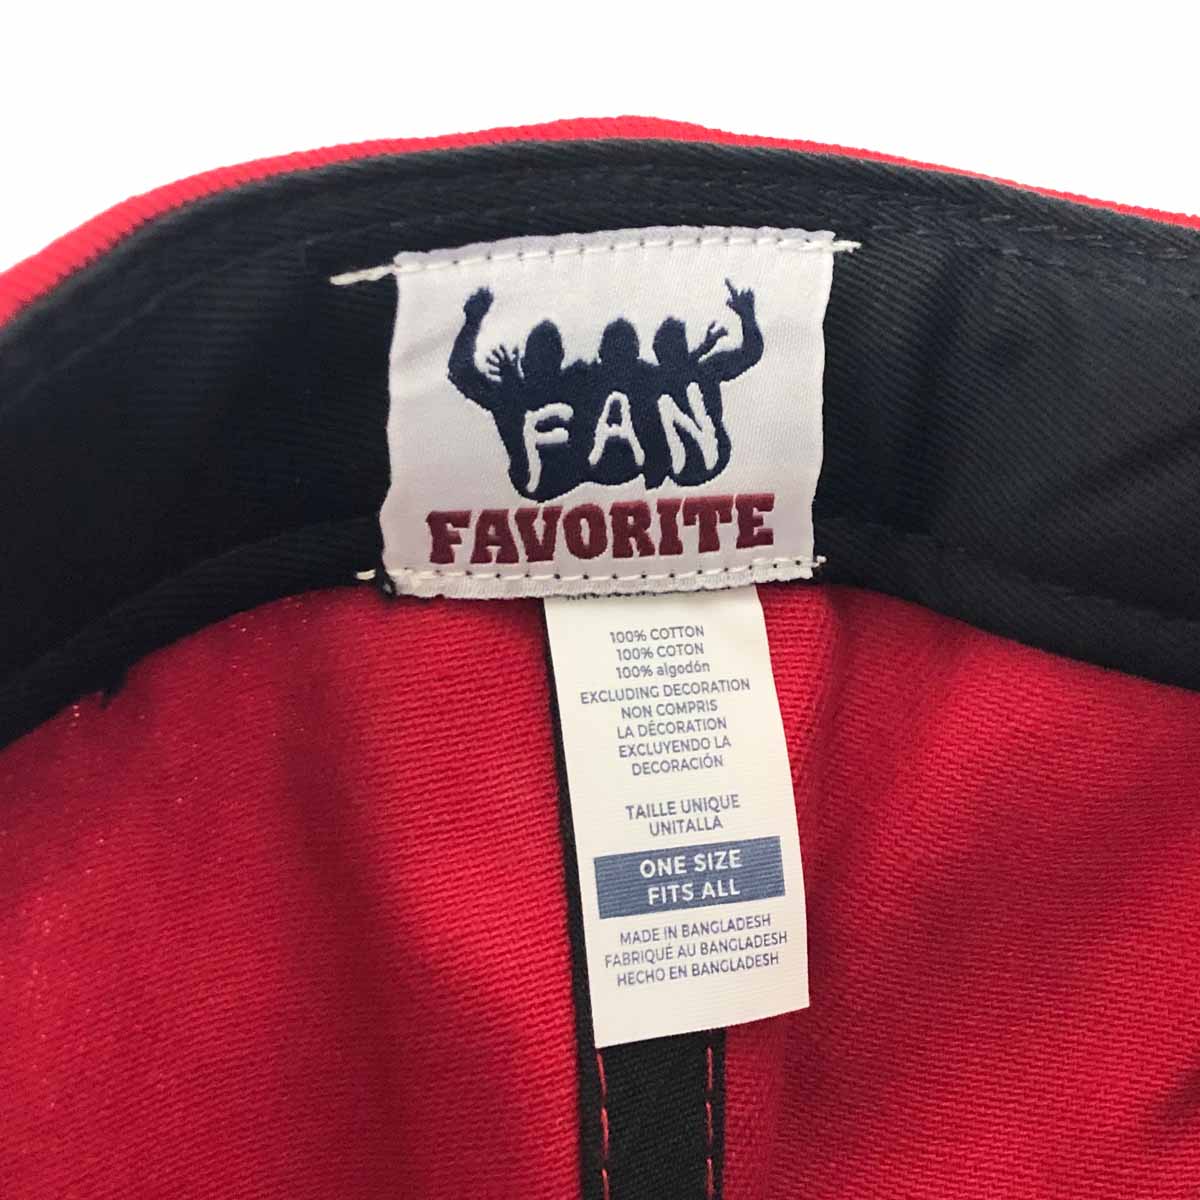 FAN
FAVORITE
100% COTTON
100% COTON
100% algodón
EXCLUDING DECORATION
NON COMPRIS
LA DÉCORATION
EXCLUYENDO LA
DECORACIÓN
TAILLE UNIQUE
UNITALLA
ONE SIZE
FITS ALL
MADE IN BANGLADESH
FABRIQUÉ AU BANGLADESH
HECHO EN BANGLADESH